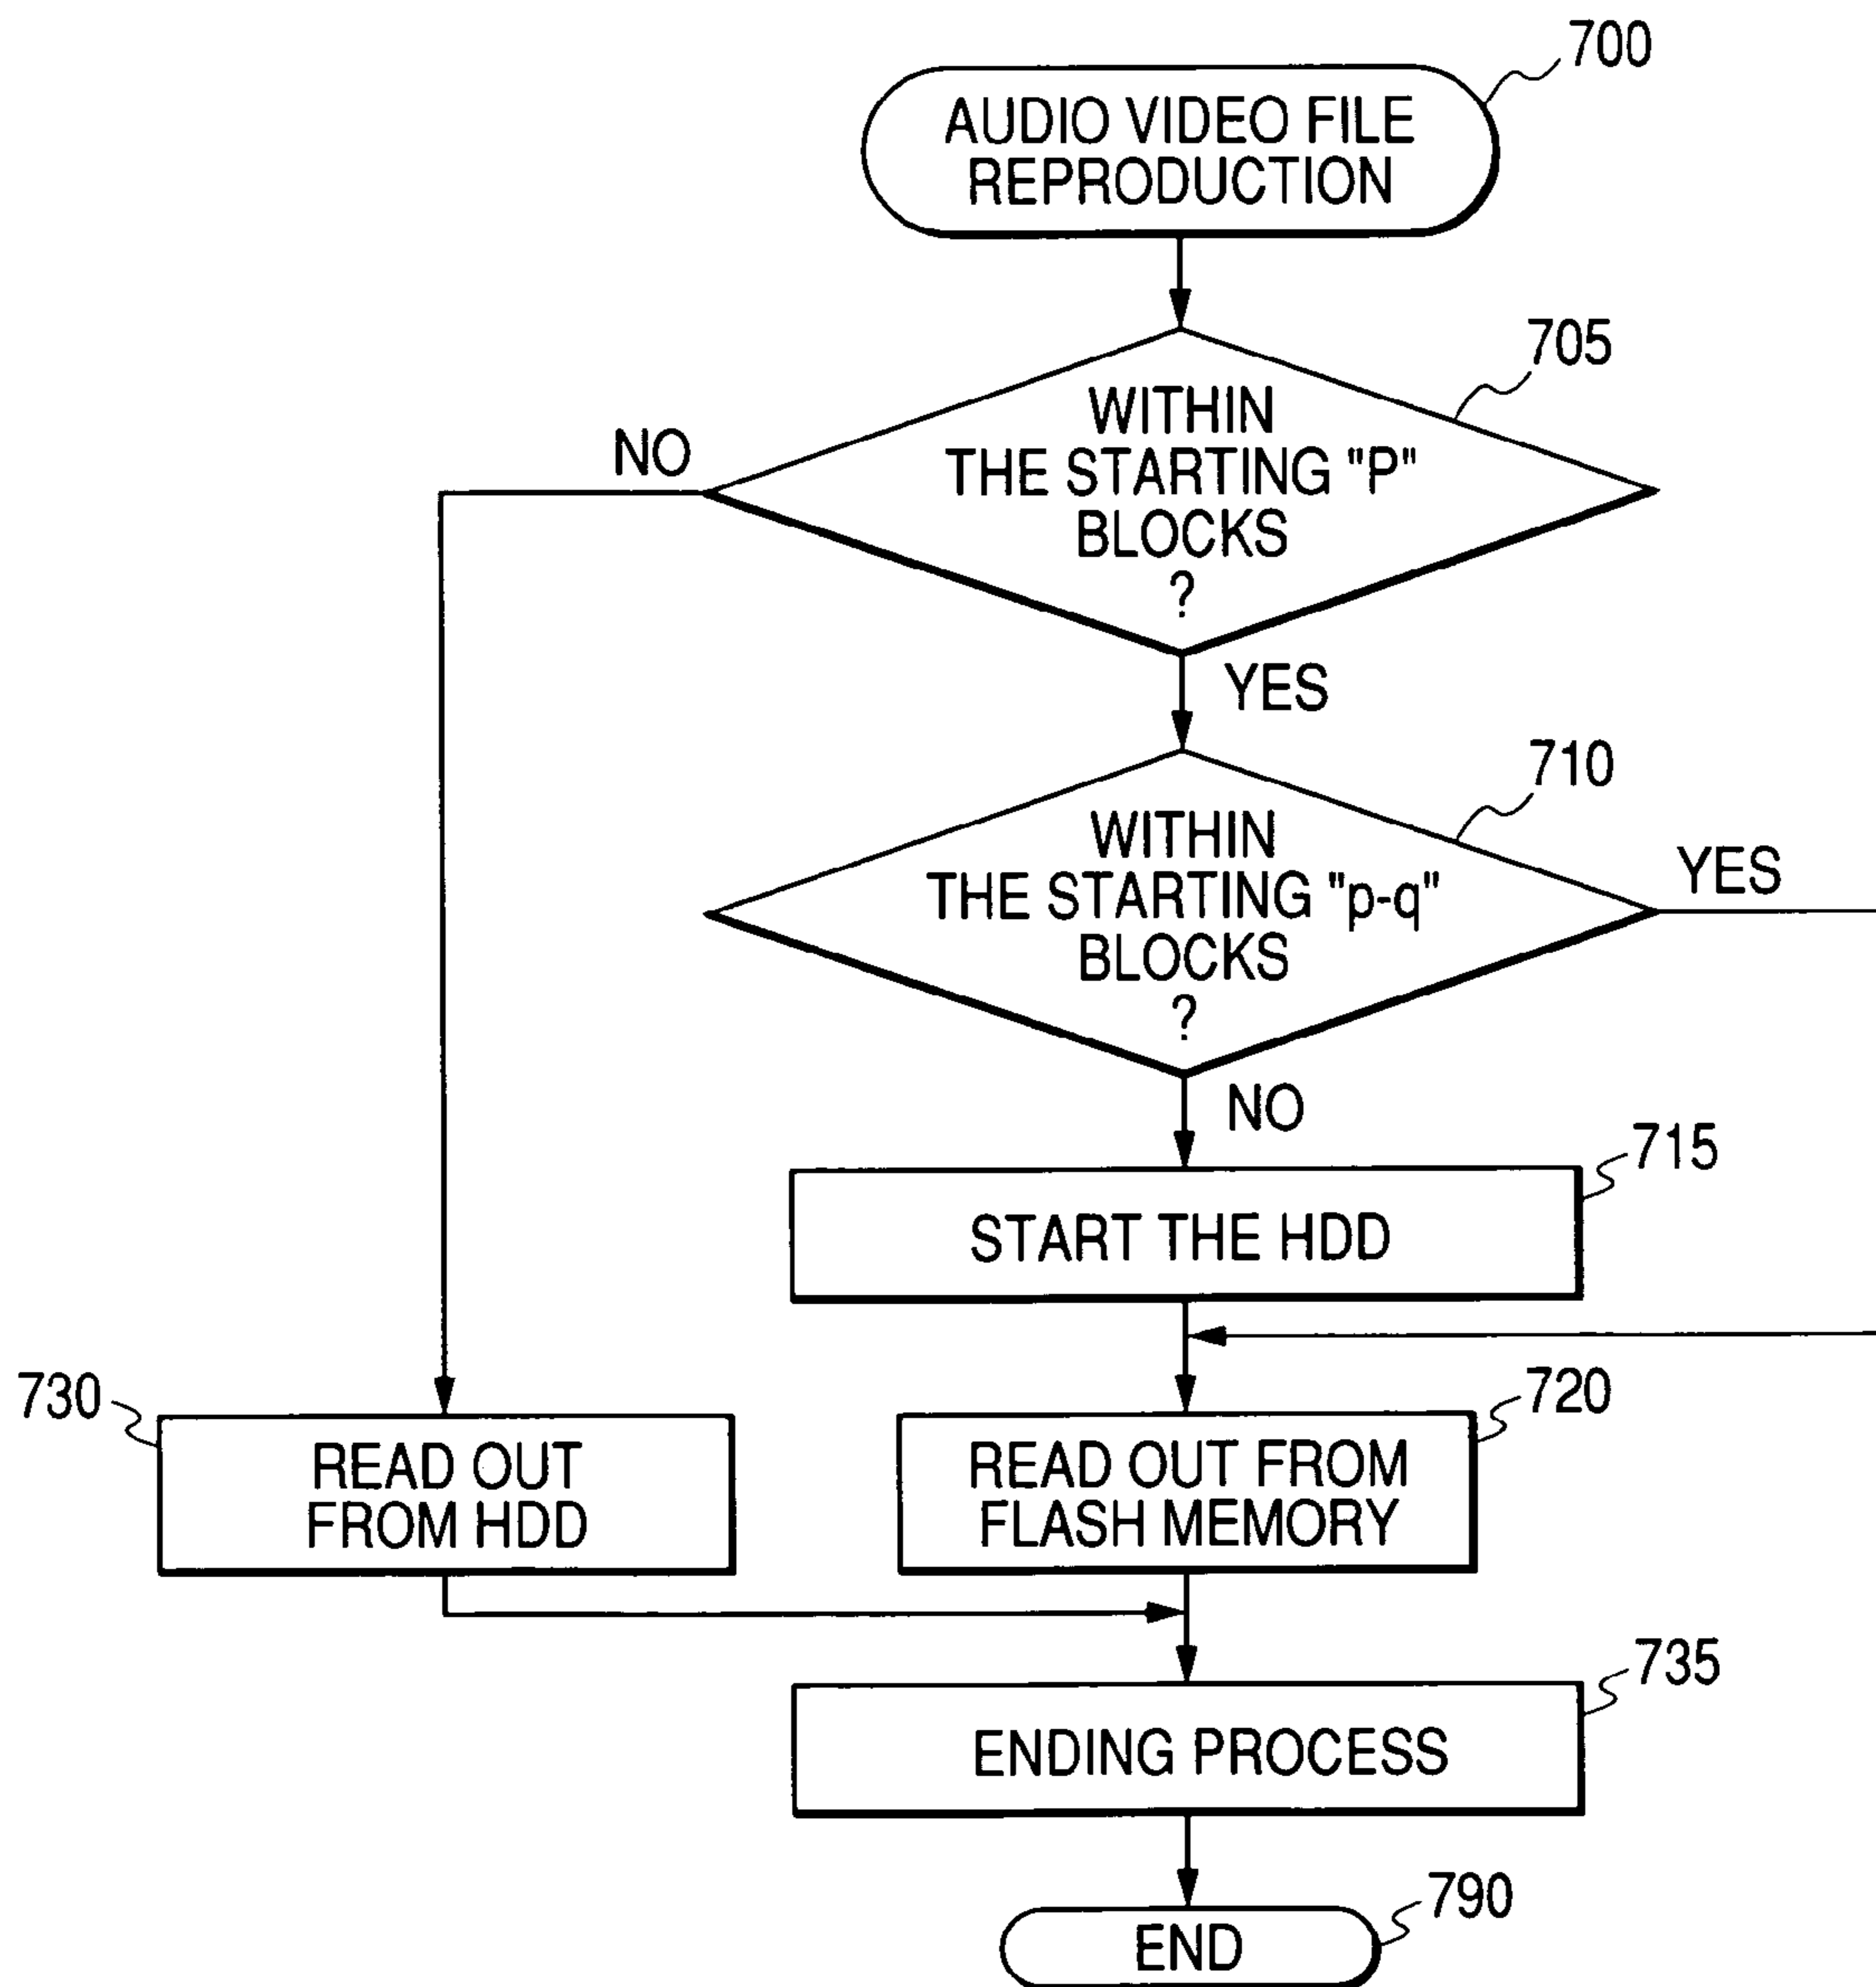 700
AUDIO VIDEO FILE
REPRODUCTION
705
WITHIN
THE STARTING "P"
BLOCKS
?
NO
YES
710
WITHIN
THE STARTING "p-q"
BLOCKS
?
YES
NO
715
START THE HDD
730
READ OUT
FROM HDD
720
READ OUT FROM
FLASH MEMORY
735
ENDING PROCESS
790
END